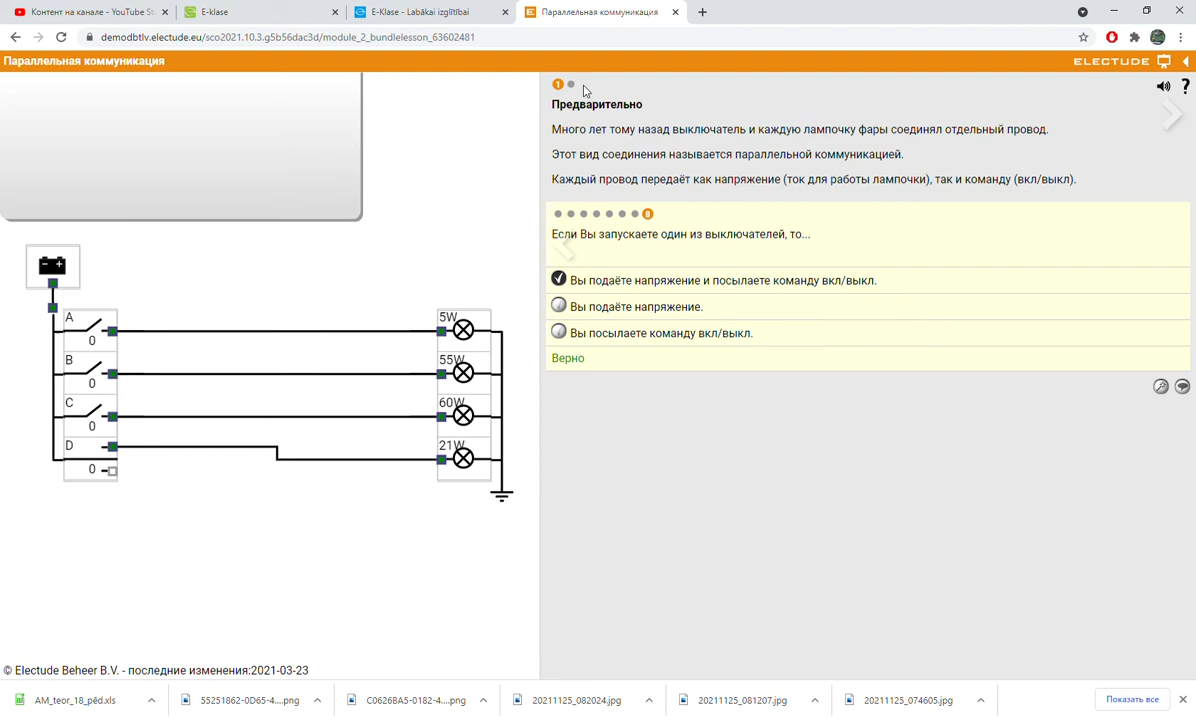 Контент на канале - YouTube St
E-klase
E-Klase - Labākai izglītībai
Параллельная коммуникация
demodbtlv.electude.eu/sco2021.10.3.g5b56dac3d/module_2_bundlelesson_63602481
Параллельная коммуникация
ELECTUDE
1
?
Предварительно
Много лет тому назад выключатель и каждую лампочку фары соединял отдельный провод.
Этот вид соединения называется параллельной коммуникацией.
Каждый провод передаёт как напряжение (ток для работы лампочки), так и команду (вкл/выкл).
8
Если Вы запускаете один из выключателей, то...
Вы подаёте напряжение и посылаете команду вкл/выкл.
Вы подаёте напряжение.
Вы посылаете команду вкл/выкл.
Верно
A
0
5W
B
0
55W
C
0
60W
D
0
21W
© Electude Beheer B.V. - последние изменения:2021-03-23
AM_teor_18_pēd.xls
55251862-0D65-4....png
C0626BA5-0182-4....png
20211125_082024.jpg
20211125_081207.jpg
20211125_074605.jpg
Показать все